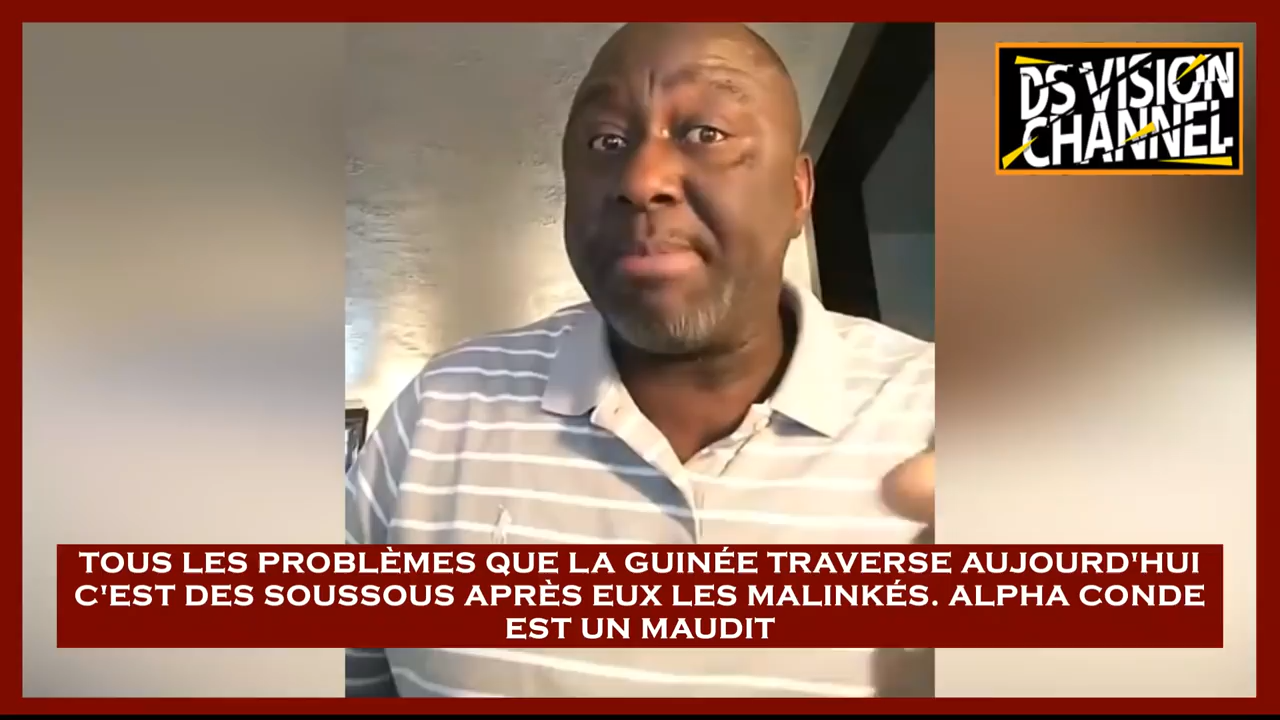 DS VISION
CHANNEL
TOUS LES PROBLÈMES QUE LA GUINÉE TRAVERSE AUJOURD'HUI
C'EST DES SOUSSOUS APRÈS EUX LES MALINKÉS. ALPHA CONDE
EST UN MAUDIT